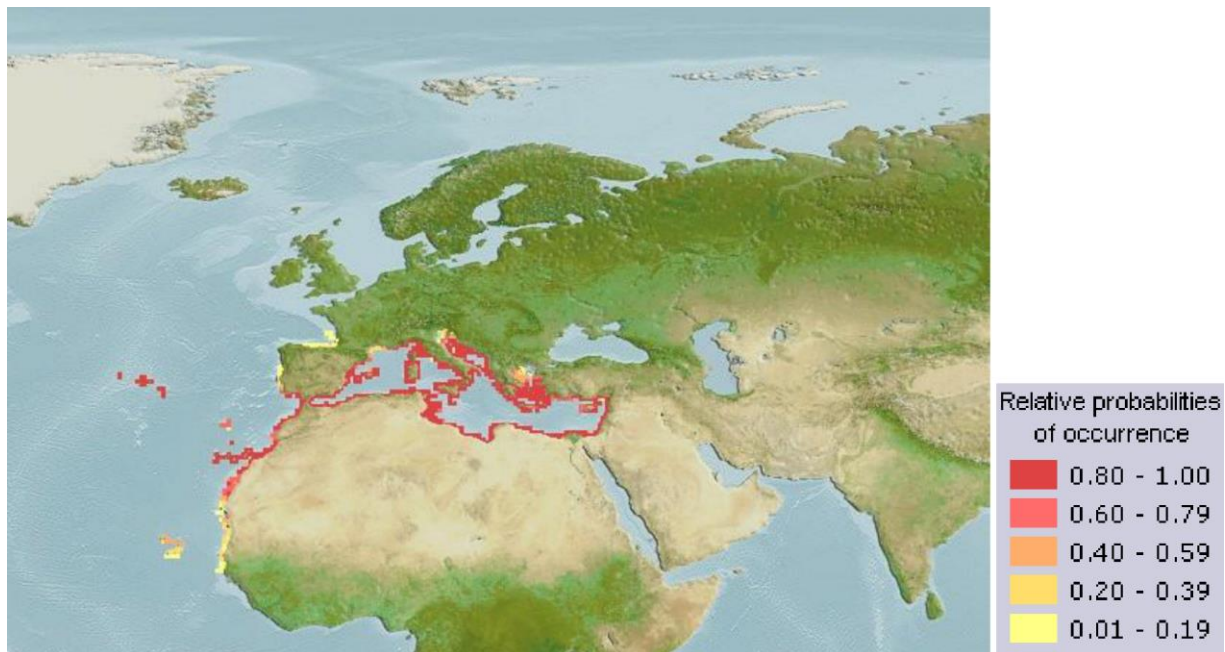 Relative probabilities
of occurrence
0.80 - 1.00
0.60 - 0.79
0.40 - 0.59
0.20 - 0.39
0.01 - 0.19